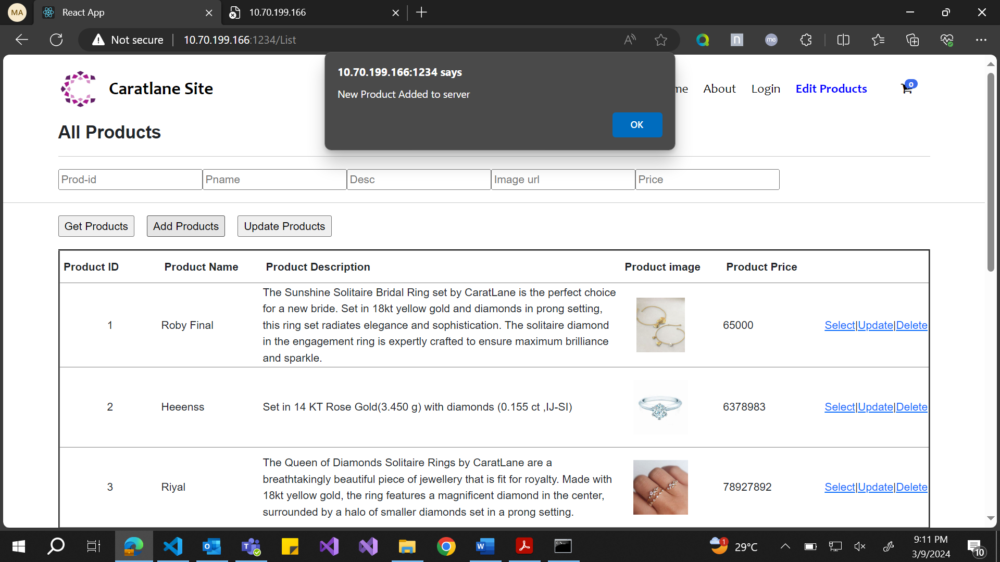 MA
React App
10.70.199.166
Not secure
10.70.199.166:1234/List
A
n
me
10.70.199.166:1234 says
New Product Added to server
OK
Caratlane Site
me
About
Login
Edit Products
0
All Products
Prod-id
Pname
Desc
Image url
Price
Get Products
Add Products
Update Products
Product ID
Product Name
Product Description
Product image
Product Price
1
Roby Final
The Sunshine Solitaire Bridal Ring set by CaratLane is the perfect choice
for a new bride. Set in 18kt yellow gold and diamonds in prong setting,
this ring set radiates elegance and sophistication. The solitaire diamond
in the engagement ring is expertly crafted to ensure maximum brilliance
and sparkle.
65000
Select|Update|Delete
2
Heeenss
Set in 14 KT Rose Gold(3.450 g) with diamonds (0.155 ct ,IJ-SI)
6378983
Select|Update|Delete
3
Riyal
The Queen of Diamonds Solitaire Rings by CaratLane are a
breathtakingly beautiful piece of jewellery that is fit for royalty. Made with
18kt yellow gold, the ring features a magnificent diamond in the center,
surrounded by a halo of smaller diamonds set in a prong setting.
78927892
Select|Update|Delete
1
29°C
9:11 PM
3/9/2024
10